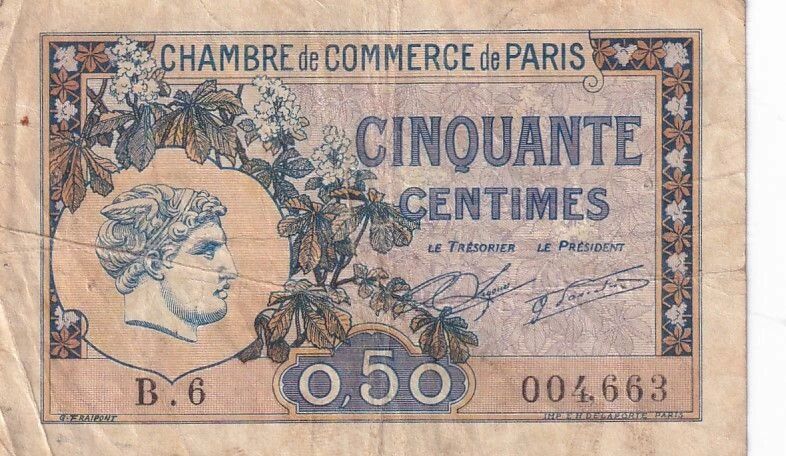 CHAMBRE de COMMERCE de PARIS
CINQUANTE
CENTIMES
LE TRÉSORIER LE PRÉSIDENT
B.6
0,50
004.663
G. FRAIPONT
IMP. E.H. DELAPORTE. PARIS